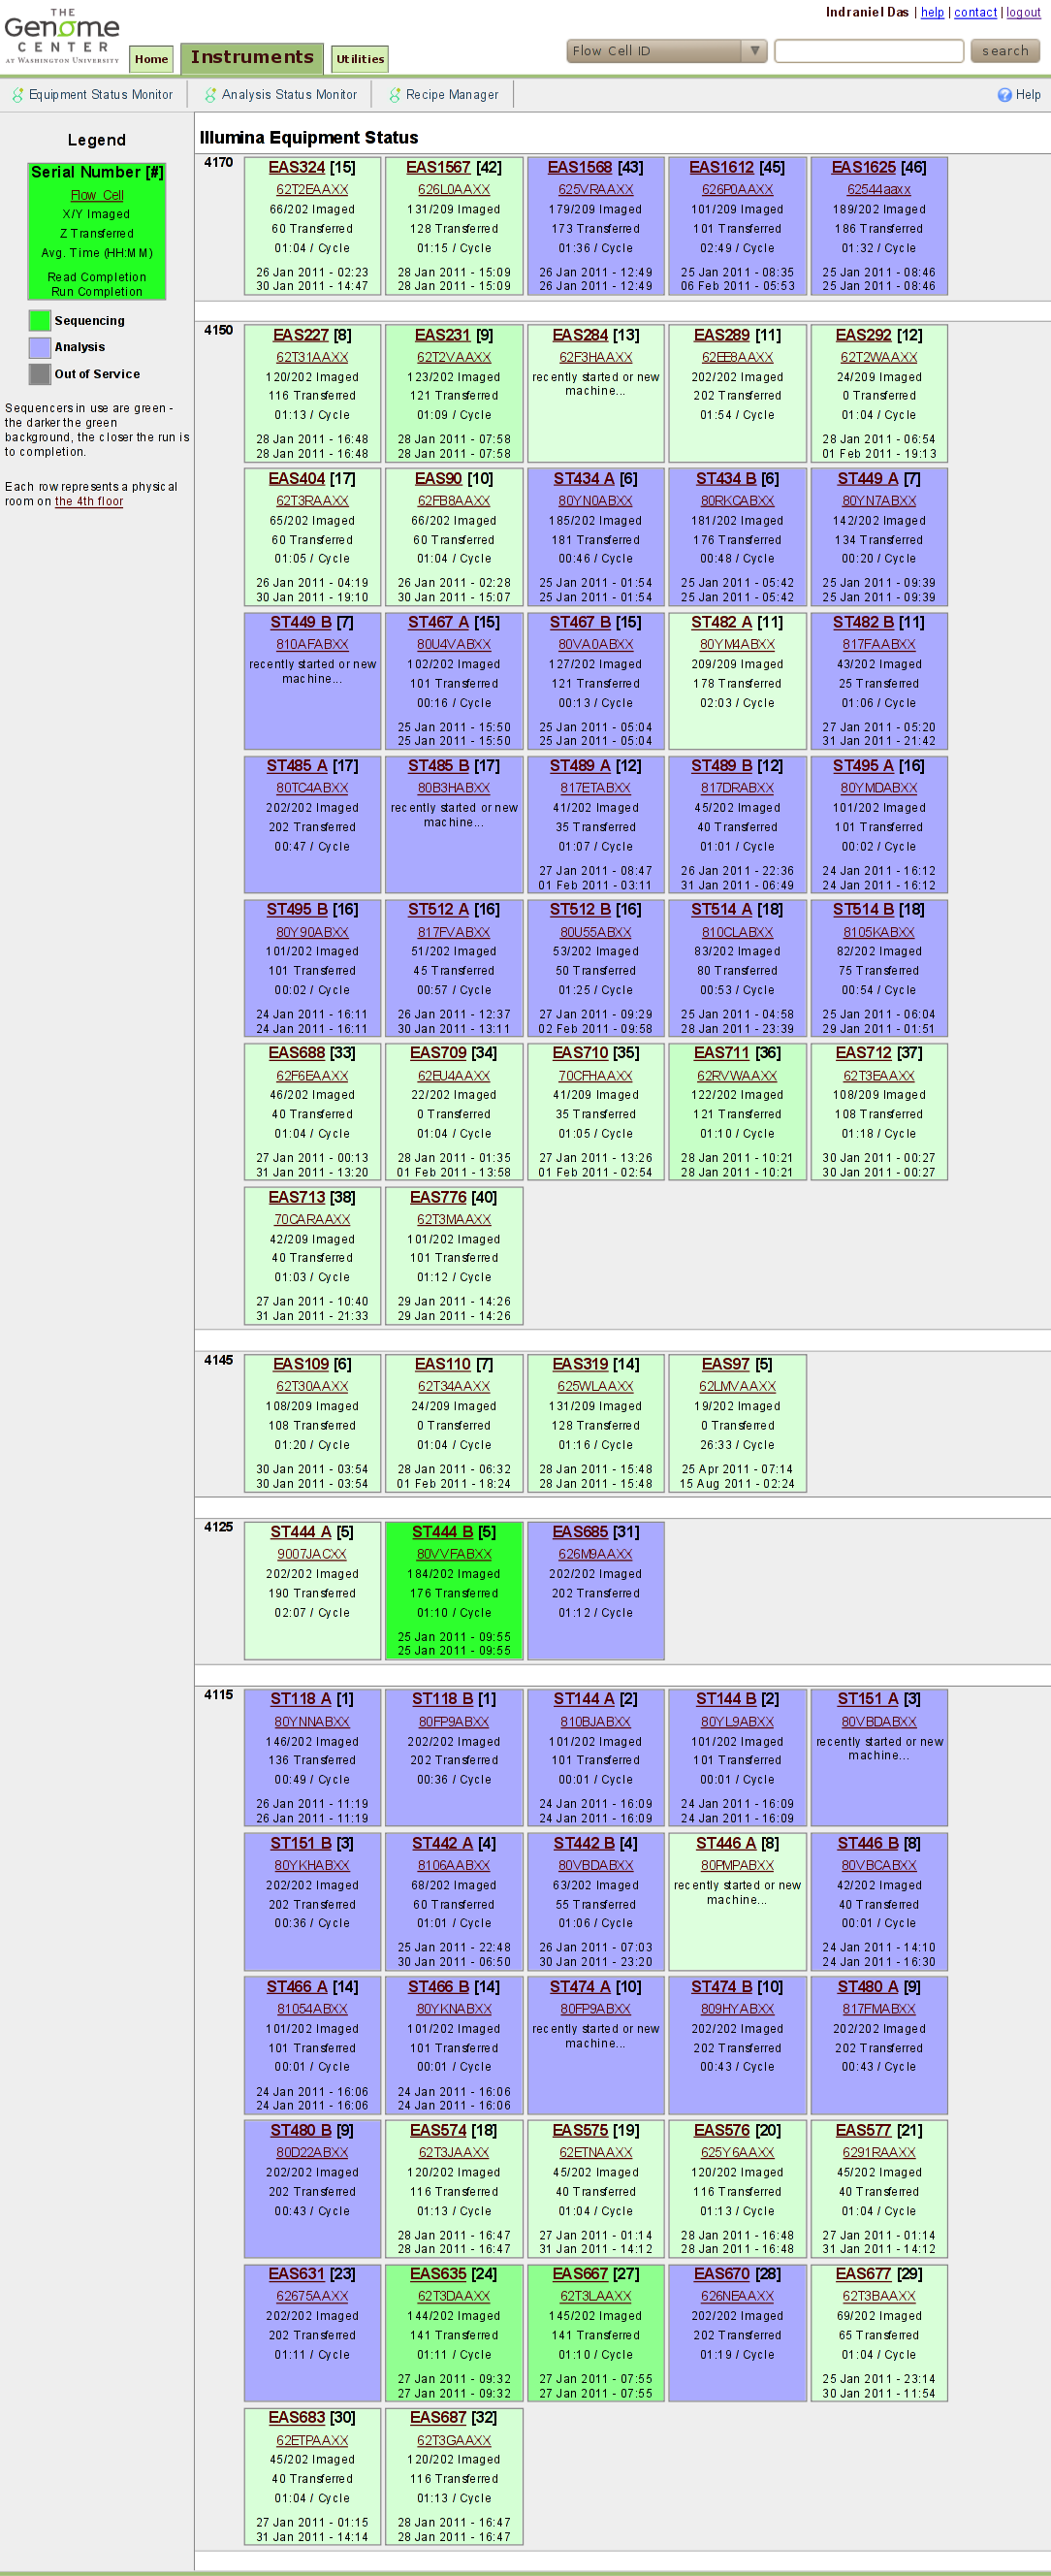 THE
Genome
CENTER
AT WASHINGTON UNIVERSITY
Indraniel Das | help | contact | logout
Home Instruments Utilities
Flow Cell ID ▼ search
Equipment Status Monitor Analysis Status Monitor Recipe Manager Help
Legend
Serial Number [#]
Flow Cell
X/Y Imaged
Z Transferred
Avg. Time (HH:MM)
Read Completion
Run Completion
Sequencing
Analysis
Out of Service
Sequencers in use are green -
the darker the green
background, the closer the run is
to completion.
Each row represents a physical
room on the 4th floor
Illumina Equipment Status
4170
EAS324 [15] EAS1567 [42] EAS1568 [43] EAS1612 [45] EAS1625 [46]
62T2EAAXX 626L0AAXX 625VRAAXX 626P0AAXX 62544aaxx
66/202 Imaged 131/209 Imaged 179/209 Imaged 101/209 Imaged 189/202 Imaged
60 Transferred 128 Transferred 173 Transferred 101 Transferred 186 Transferred
01:04 / Cycle 01:15 / Cycle 01:36 / Cycle 02:49 / Cycle 01:32 / Cycle
26 Jan 2011 - 02:23 28 Jan 2011 - 15:09 26 Jan 2011 - 12:49 25 Jan 2011 - 08:35 25 Jan 2011 - 08:46
30 Jan 2011 - 14:47 28 Jan 2011 - 15:09 26 Jan 2011 - 12:49 06 Feb 2011 - 05:53 25 Jan 2011 - 08:46
4150
EAS227 [8] EAS231 [9] EAS284 [13] EAS289 [11] EAS292 [12]
62T31AAXX 62T2VAAXX 62F3HAAXX 62EE8AAXX 62T2WAAXX
120/202 Imaged 123/202 Imaged recently started or new 202/202 Imaged 24/209 Imaged
116 Transferred 121 Transferred machine... 202 Transferred 0 Transferred
01:13 / Cycle 01:09 / Cycle 01:54 / Cycle 01:04 / Cycle
28 Jan 2011 - 16:48 28 Jan 2011 - 07:58 28 Jan 2011 - 06:54
28 Jan 2011 - 16:48 28 Jan 2011 - 07:58 01 Feb 2011 - 19:13
EAS404 [17] EAS90 [10] ST434 A [6] ST434 B [6] ST449 A [7]
62T3RAAXX 62FB8AAXX 80YN0ABXX 80RKCABXX 80YN7ABXX
65/202 Imaged 66/202 Imaged 185/202 Imaged 181/202 Imaged 142/202 Imaged
60 Transferred 60 Transferred 181 Transferred 176 Transferred 134 Transferred
01:05 / Cycle 01:04 / Cycle 00:46 / Cycle 00:48 / Cycle 00:20 / Cycle
26 Jan 2011 - 04:19 26 Jan 2011 - 02:28 25 Jan 2011 - 01:54 25 Jan 2011 - 05:42 25 Jan 2011 - 09:39
30 Jan 2011 - 19:10 30 Jan 2011 - 15:07 25 Jan 2011 - 01:54 25 Jan 2011 - 05:42 25 Jan 2011 - 09:39
ST449 B [7] ST467 A [15] ST467 B [15] ST482 A [11] ST482 B [11]
810AFABXX 80U4VABXX 80VA0ABXX 80YM4ABXX 817FAABXX
recently started or new 102/202 Imaged 127/202 Imaged 209/209 Imaged 43/202 Imaged
machine... 101 Transferred 121 Transferred 178 Transferred 25 Transferred
00:16 / Cycle 00:13 / Cycle 02:03 / Cycle 01:06 / Cycle
25 Jan 2011 - 15:50 25 Jan 2011 - 05:04 27 Jan 2011 - 05:20
25 Jan 2011 - 15:50 25 Jan 2011 - 05:04 31 Jan 2011 - 21:42
ST485 A [17] ST485 B [17] ST489 A [12] ST489 B [12] ST495 A [16]
80TC4ABXX 80B3HABXX 817ETABXX 817DRABXX 80YMDABXX
202/202 Imaged recently started or new 41/202 Imaged 45/202 Imaged 101/202 Imaged
202 Transferred machine... 35 Transferred 40 Transferred 101 Transferred
00:47 / Cycle 01:07 / Cycle 01:01 / Cycle 00:02 / Cycle
27 Jan 2011 - 08:47 26 Jan 2011 - 22:36 24 Jan 2011 - 16:12
01 Feb 2011 - 03:11 31 Jan 2011 - 06:49 24 Jan 2011 - 16:12
ST495 B [16] ST512 A [16] ST512 B [16] ST514 A [18] ST514 B [18]
80Y90ABXX 817FVABXX 80U55ABXX 810CLABXX 8105KABXX
101/202 Imaged 51/202 Imaged 53/202 Imaged 83/202 Imaged 82/202 Imaged
101 Transferred 45 Transferred 50 Transferred 80 Transferred 75 Transferred
00:02 / Cycle 00:57 / Cycle 01:25 / Cycle 00:53 / Cycle 00:54 / Cycle
24 Jan 2011 - 16:11 26 Jan 2011 - 12:37 27 Jan 2011 - 09:29 25 Jan 2011 - 04:58 25 Jan 2011 - 06:04
24 Jan 2011 - 16:11 30 Jan 2011 - 13:11 02 Feb 2011 - 09:58 28 Jan 2011 - 23:39 29 Jan 2011 - 01:51
EAS688 [33] EAS709 [34] EAS710 [35] EAS711 [36] EAS712 [37]
62F6EAAXX 62EU4AAXX 70CFHAAXX 62RVWAAXX 62T3EAAXX
46/202 Imaged 22/202 Imaged 41/209 Imaged 122/202 Imaged 108/209 Imaged
40 Transferred 0 Transferred 35 Transferred 121 Transferred 108 Transferred
01:04 / Cycle 01:04 / Cycle 01:05 / Cycle 01:10 / Cycle 01:18 / Cycle
27 Jan 2011 - 00:13 28 Jan 2011 - 01:35 27 Jan 2011 - 13:26 28 Jan 2011 - 10:21 30 Jan 2011 - 00:27
31 Jan 2011 - 13:20 01 Feb 2011 - 13:58 01 Feb 2011 - 02:54 28 Jan 2011 - 10:21 30 Jan 2011 - 00:27
EAS713 [38] EAS776 [40]
70CARAAXX 62T3MAAXX
42/209 Imaged 101/202 Imaged
40 Transferred 101 Transferred
01:03 / Cycle 01:12 / Cycle
27 Jan 2011 - 10:40 29 Jan 2011 - 14:26
31 Jan 2011 - 21:33 29 Jan 2011 - 14:26
4145
EAS109 [6] EAS110 [7] EAS319 [14] EAS97 [5]
62T30AAXX 62T34AAXX 625WLAAXX 62LMVAAXX
108/209 Imaged 24/209 Imaged 131/209 Imaged 19/202 Imaged
108 Transferred 0 Transferred 128 Transferred 0 Transferred
01:20 / Cycle 01:04 / Cycle 01:16 / Cycle 26:33 / Cycle
30 Jan 2011 - 03:54 28 Jan 2011 - 06:32 28 Jan 2011 - 15:48 25 Apr 2011 - 07:14
30 Jan 2011 - 03:54 01 Feb 2011 - 18:24 28 Jan 2011 - 15:48 15 Aug 2011 - 02:24
4125
ST444 A [5] ST444 B [5] EAS685 [31]
9007JACXX 80VVFABXX 626M9AAXX
202/202 Imaged 184/202 Imaged 202/202 Imaged
190 Transferred 176 Transferred 202 Transferred
02:07 / Cycle 01:10 / Cycle 01:12 / Cycle
25 Jan 2011 - 09:55
25 Jan 2011 - 09:55
4115
ST118 A [1] ST118 B [1] ST144 A [2] ST144 B [2] ST151 A [3]
80YNNABXX 80FP9ABXX 810BJABXX 80YL9ABXX 80VBDABXX
146/202 Imaged 202/202 Imaged 101/202 Imaged 101/202 Imaged recently started or new
136 Transferred 202 Transferred 101 Transferred 101 Transferred machine...
00:49 / Cycle 00:36 / Cycle 00:01 / Cycle 00:01 / Cycle
26 Jan 2011 - 11:19 24 Jan 2011 - 16:09 24 Jan 2011 - 16:09
26 Jan 2011 - 11:19 24 Jan 2011 - 16:09 24 Jan 2011 - 16:09
ST151 B [3] ST442 A [4] ST442 B [4] ST446 A [8] ST446 B [8]
80YKHABXX 8106AABXX 80VBDABXX 80PMPABXX 80VBCABXX
202/202 Imaged 68/202 Imaged 63/202 Imaged recently started or new 42/202 Imaged
202 Transferred 60 Transferred 55 Transferred machine... 40 Transferred
00:36 / Cycle 01:01 / Cycle 01:06 / Cycle 00:01 / Cycle
25 Jan 2011 - 22:48 26 Jan 2011 - 07:03 24 Jan 2011 - 14:10
30 Jan 2011 - 06:50 30 Jan 2011 - 23:20 24 Jan 2011 - 16:30
ST466 A [14] ST466 B [14] ST474 A [10] ST474 B [10] ST480 A [9]
81054ABXX 80YKNABXX 80FP9ABXX 809HYABXX 817FMABXX
101/202 Imaged 101/202 Imaged recently started or new 202/202 Imaged 202/202 Imaged
101 Transferred 101 Transferred machine... 202 Transferred 202 Transferred
00:01 / Cycle 00:01 / Cycle 00:43 / Cycle 00:43 / Cycle
24 Jan 2011 - 16:06 24 Jan 2011 - 16:06
24 Jan 2011 - 16:06 24 Jan 2011 - 16:06
ST480 B [9] EAS574 [18] EAS575 [19] EAS576 [20] EAS577 [21]
80D22ABXX 62T3JAAXX 62ETNAAXX 625Y6AAXX 6291RAAXX
202/202 Imaged 120/202 Imaged 45/202 Imaged 120/202 Imaged 45/202 Imaged
202 Transferred 116 Transferred 40 Transferred 116 Transferred 40 Transferred
00:43 / Cycle 01:13 / Cycle 01:04 / Cycle 01:13 / Cycle 01:04 / Cycle
28 Jan 2011 - 16:47 27 Jan 2011 - 01:14 28 Jan 2011 - 16:48 27 Jan 2011 - 01:14
28 Jan 2011 - 16:47 31 Jan 2011 - 14:12 28 Jan 2011 - 16:48 31 Jan 2011 - 14:12
EAS631 [23] EAS635 [24] EAS667 [27] EAS670 [28] EAS677 [29]
62675AAXX 62T3DAAXX 62T3LAAXX 626NEAAXX 62T3BAAXX
202/202 Imaged 144/202 Imaged 145/202 Imaged 202/202 Imaged 69/202 Imaged
202 Transferred 141 Transferred 141 Transferred 202 Transferred 65 Transferred
01:11 / Cycle 01:11 / Cycle 01:10 / Cycle 01:19 / Cycle 01:04 / Cycle
27 Jan 2011 - 09:32 27 Jan 2011 - 07:55 25 Jan 2011 - 23:14
27 Jan 2011 - 09:32 27 Jan 2011 - 07:55 30 Jan 2011 - 11:54
EAS683 [30] EAS687 [32]
62ETPAAXX 62T3GAAXX
45/202 Imaged 120/202 Imaged
40 Transferred 116 Transferred
01:04 / Cycle 01:13 / Cycle
27 Jan 2011 - 01:15 28 Jan 2011 - 16:47
31 Jan 2011 - 14:14 28 Jan 2011 - 16:47